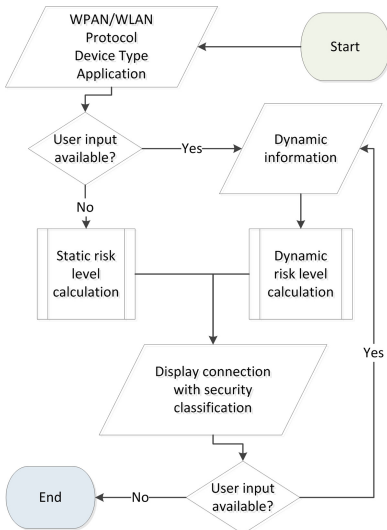 WPAN/WLAN
Protocol
Device Type
Application
Start
User input
available?
Yes
Dynamic
information
No
Static risk
level
calculation
Dynamic
risk level
calculation
Yes
Display connection
with security
classification
User input
available?
No
End